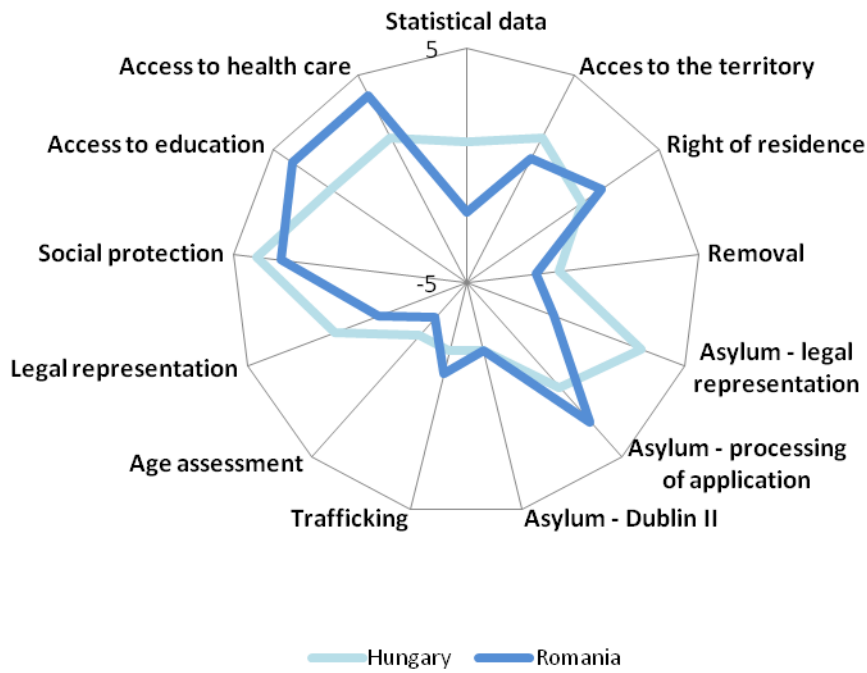 Statistical data
5
Access to health care
Acces to the territory
Access to education
Right of residence
Social protection
Removal
-5
Legal representation
Asylum - legal
representation
Age assessment
Asylum - processing
of application
Trafficking
Asylum - Dublin II
Hungary
Romania